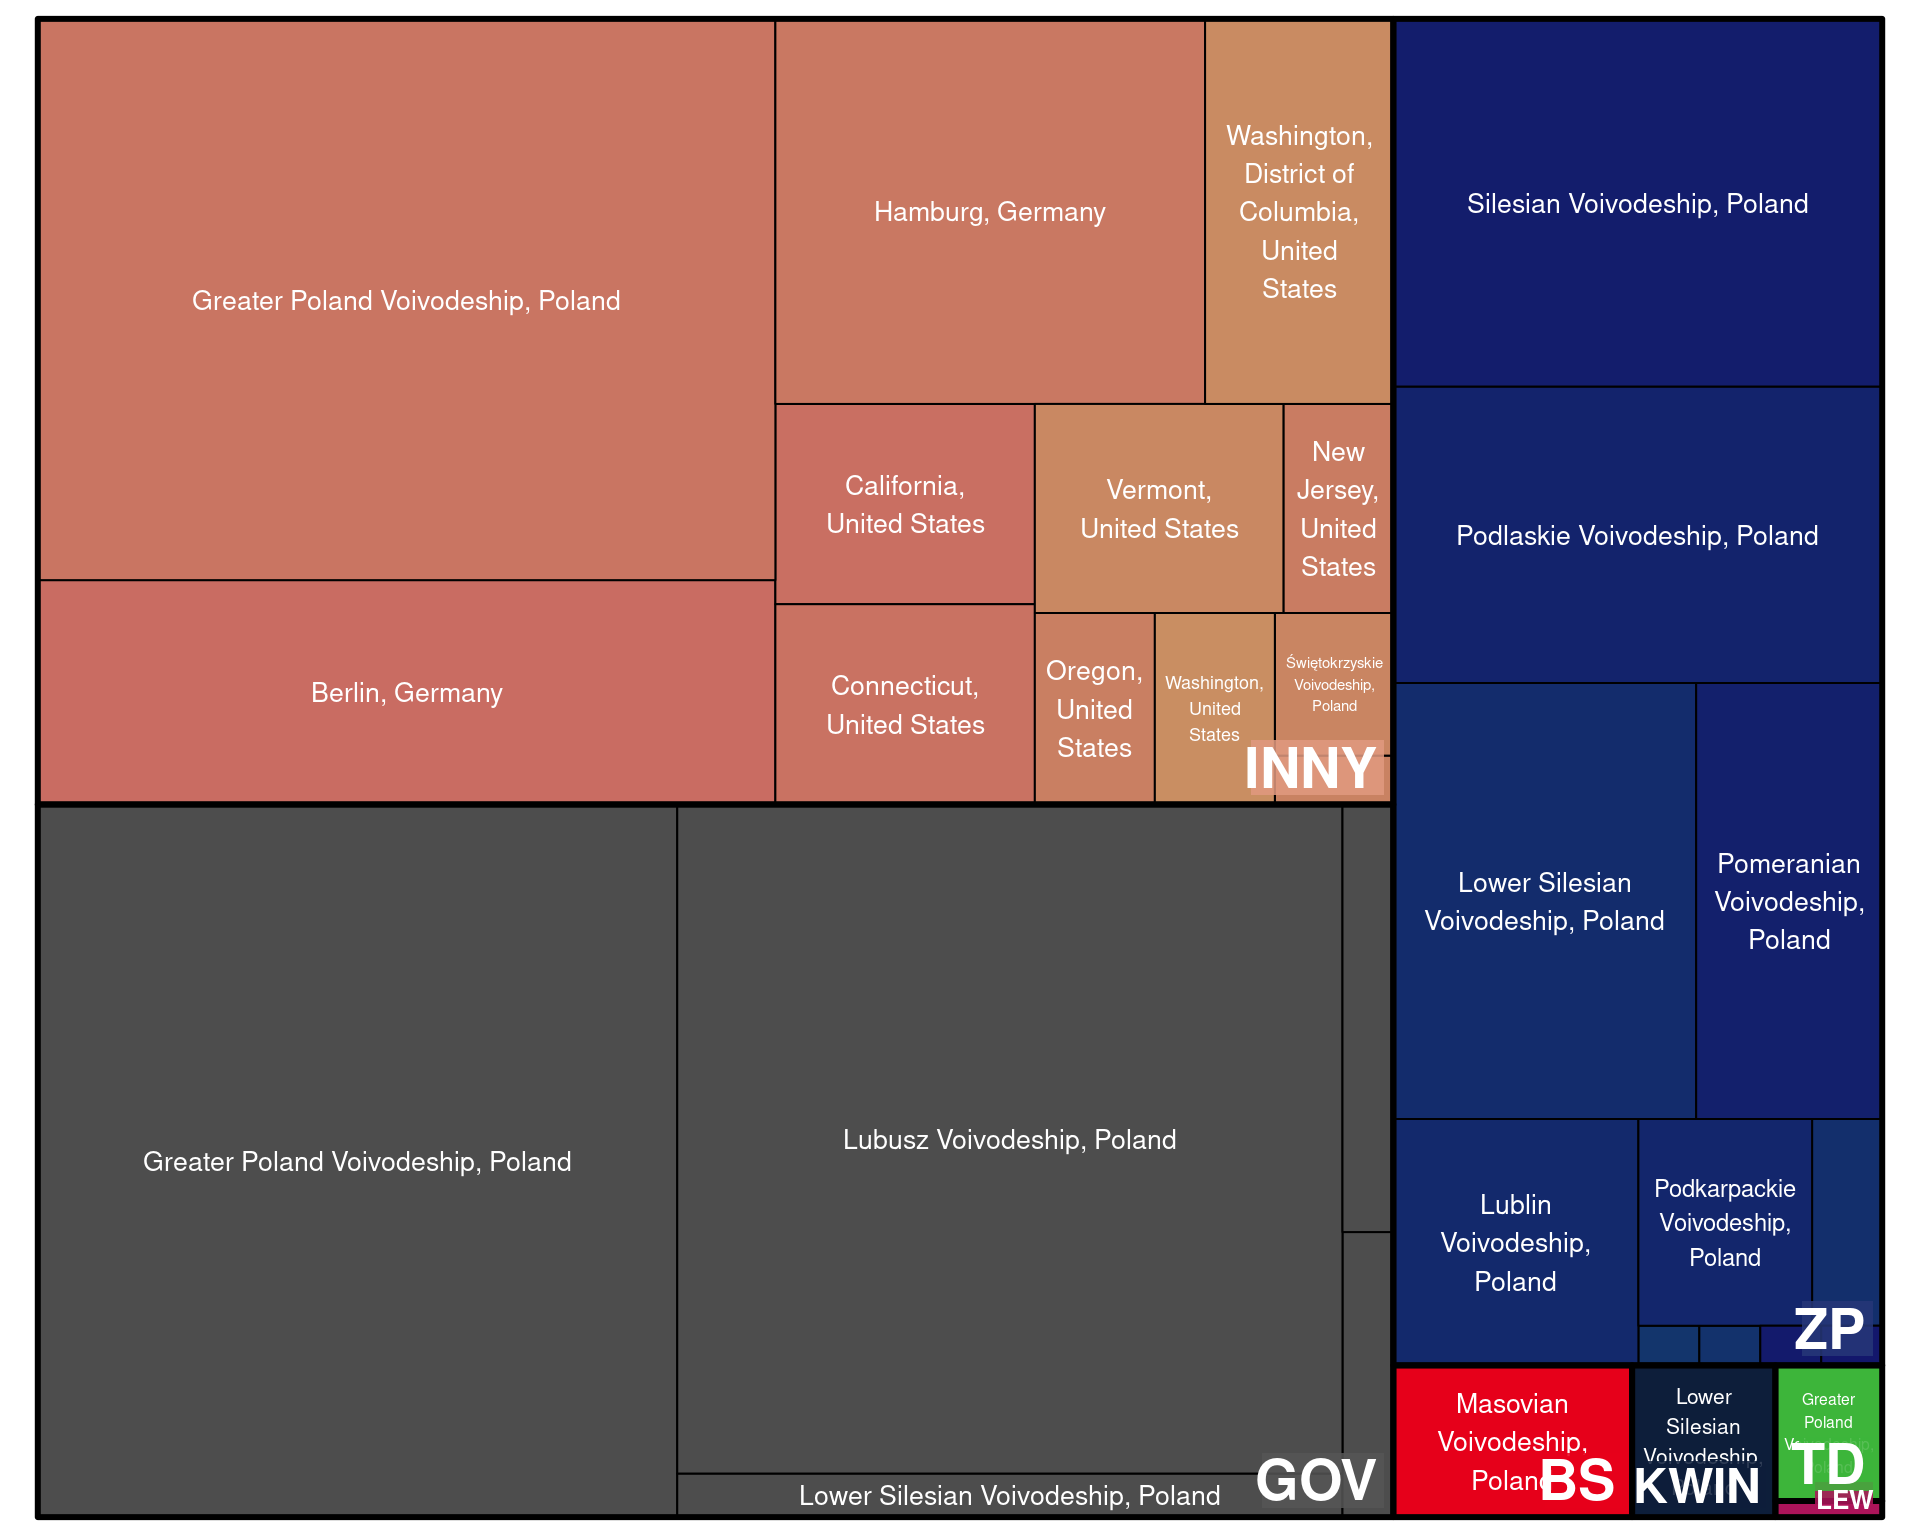 Greater Poland Voivodeship, Poland
Hamburg, Germany
Washington,
District of
Columbia,
United
States
Berlin, Germany
California,
United States
Vermont,
United States
New
Jersey,
United
States
Connecticut,
United States
Oregon,
United
States
Washington,
United
States
Świętokrzyskie
Voivodeship,
Poland
INNY
Greater Poland Voivodeship, Poland
Lubusz Voivodeship, Poland
Lower Silesian Voivodeship, Poland
GOV
Silesian Voivodeship, Poland
Podlaskie Voivodeship, Poland
Lower Silesian
Voivodeship, Poland
Pomeranian
Voivodeship,
Poland
Lublin
Voivodeship,
Poland
Podkarpackie
Voivodeship,
Poland
ZP
Masovian
Voivodeship,
Poland
BS
Lower
Silesian
Voivodeship,
KWIN
Greater
Poland
TD
LEW